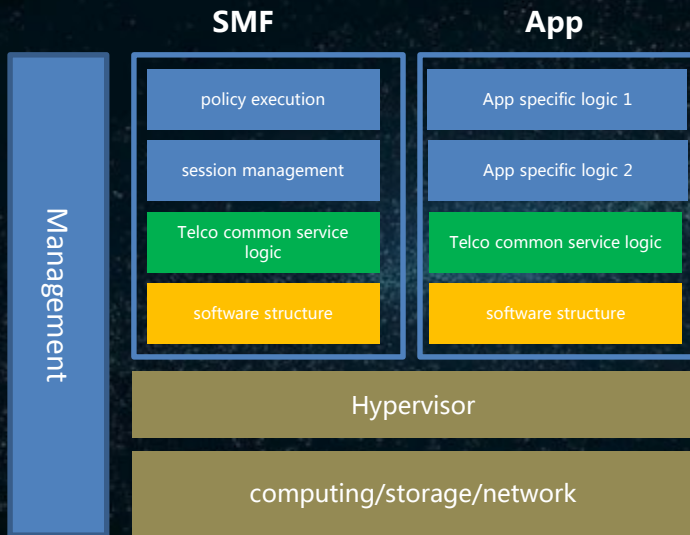 SMF
App
Management
policy execution
App specific logic 1
session management
App specific logic 2
Telco common service
logic
Telco common service logic
software structure
software structure
Hypervisor
computing/storage/network